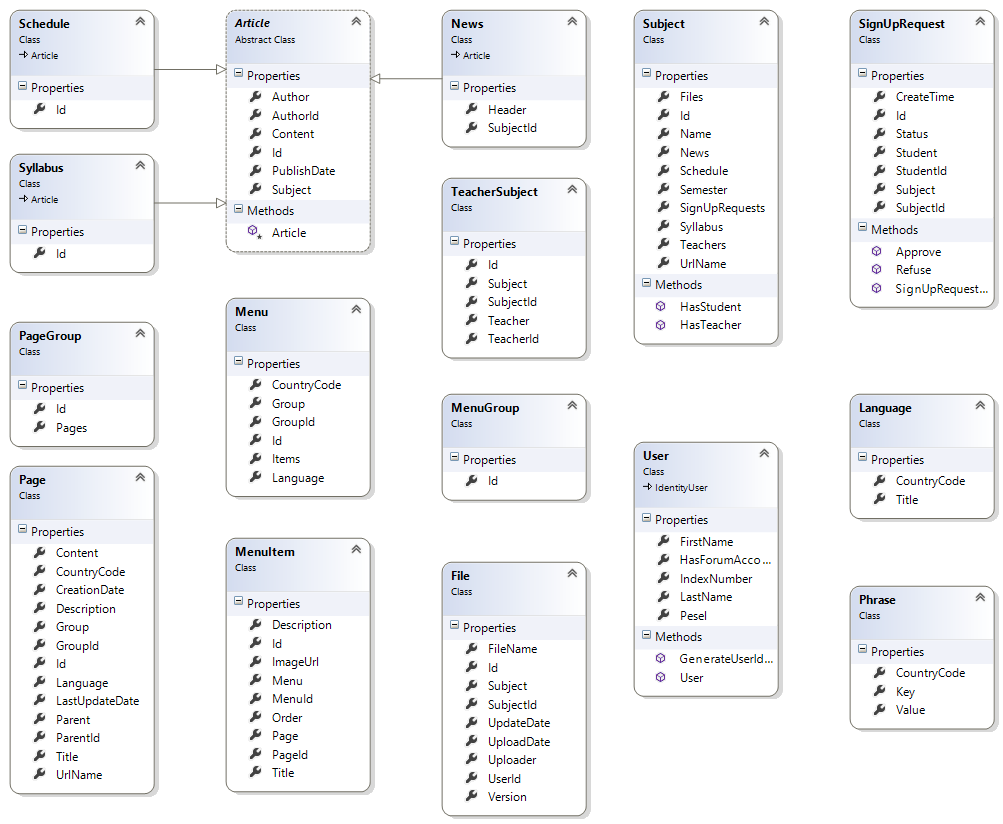 Schedule
Class
Article
Properties
Id
Syllabus
Class
Article
Properties
Id
PageGroup
Class
Properties
Id
Pages
Page
Class
Properties
Content
CountryCode
CreationDate
Description
Group
GroupId
Id
Language
LastUpdateDate
Parent
ParentId
Title
UrlName
Article
Abstract Class
Properties
Author
AuthorId
Content
Id
PublishDate
Subject
Methods
Article
Menu
Class
Properties
CountryCode
Group
GroupId
Id
Items
Language
MenuItem
Class
Properties
Description
Id
ImageUrl
Menu
MenuId
Order
Page
PageId
Title
News
Class
Article
Properties
Header
SubjectId
TeacherSubject
Class
Properties
Id
Subject
SubjectId
Teacher
TeacherId
MenuGroup
Class
Properties
Id
File
Class
Properties
FileName
Id
Subject
SubjectId
UpdateDate
UploadDate
Uploader
UserId
Version
Subject
Class
Properties
Files
Id
Name
News
Schedule
Semester
SignUpRequests
Syllabus
Teachers
UrlName
Methods
HasStudent
HasTeacher
User
Class
IdentityUser
Properties
FirstName
HasForumAcco...
IndexNumber
LastName
Pesel
Methods
GenerateUserId...
User
SignUpRequest
Class
Properties
CreateTime
Id
Status
Student
StudentId
Subject
SubjectId
Methods
Approve
Refuse
SignUpRequest...
Language
Class
Properties
CountryCode
Title
Phrase
Class
Properties
CountryCode
Key
Value